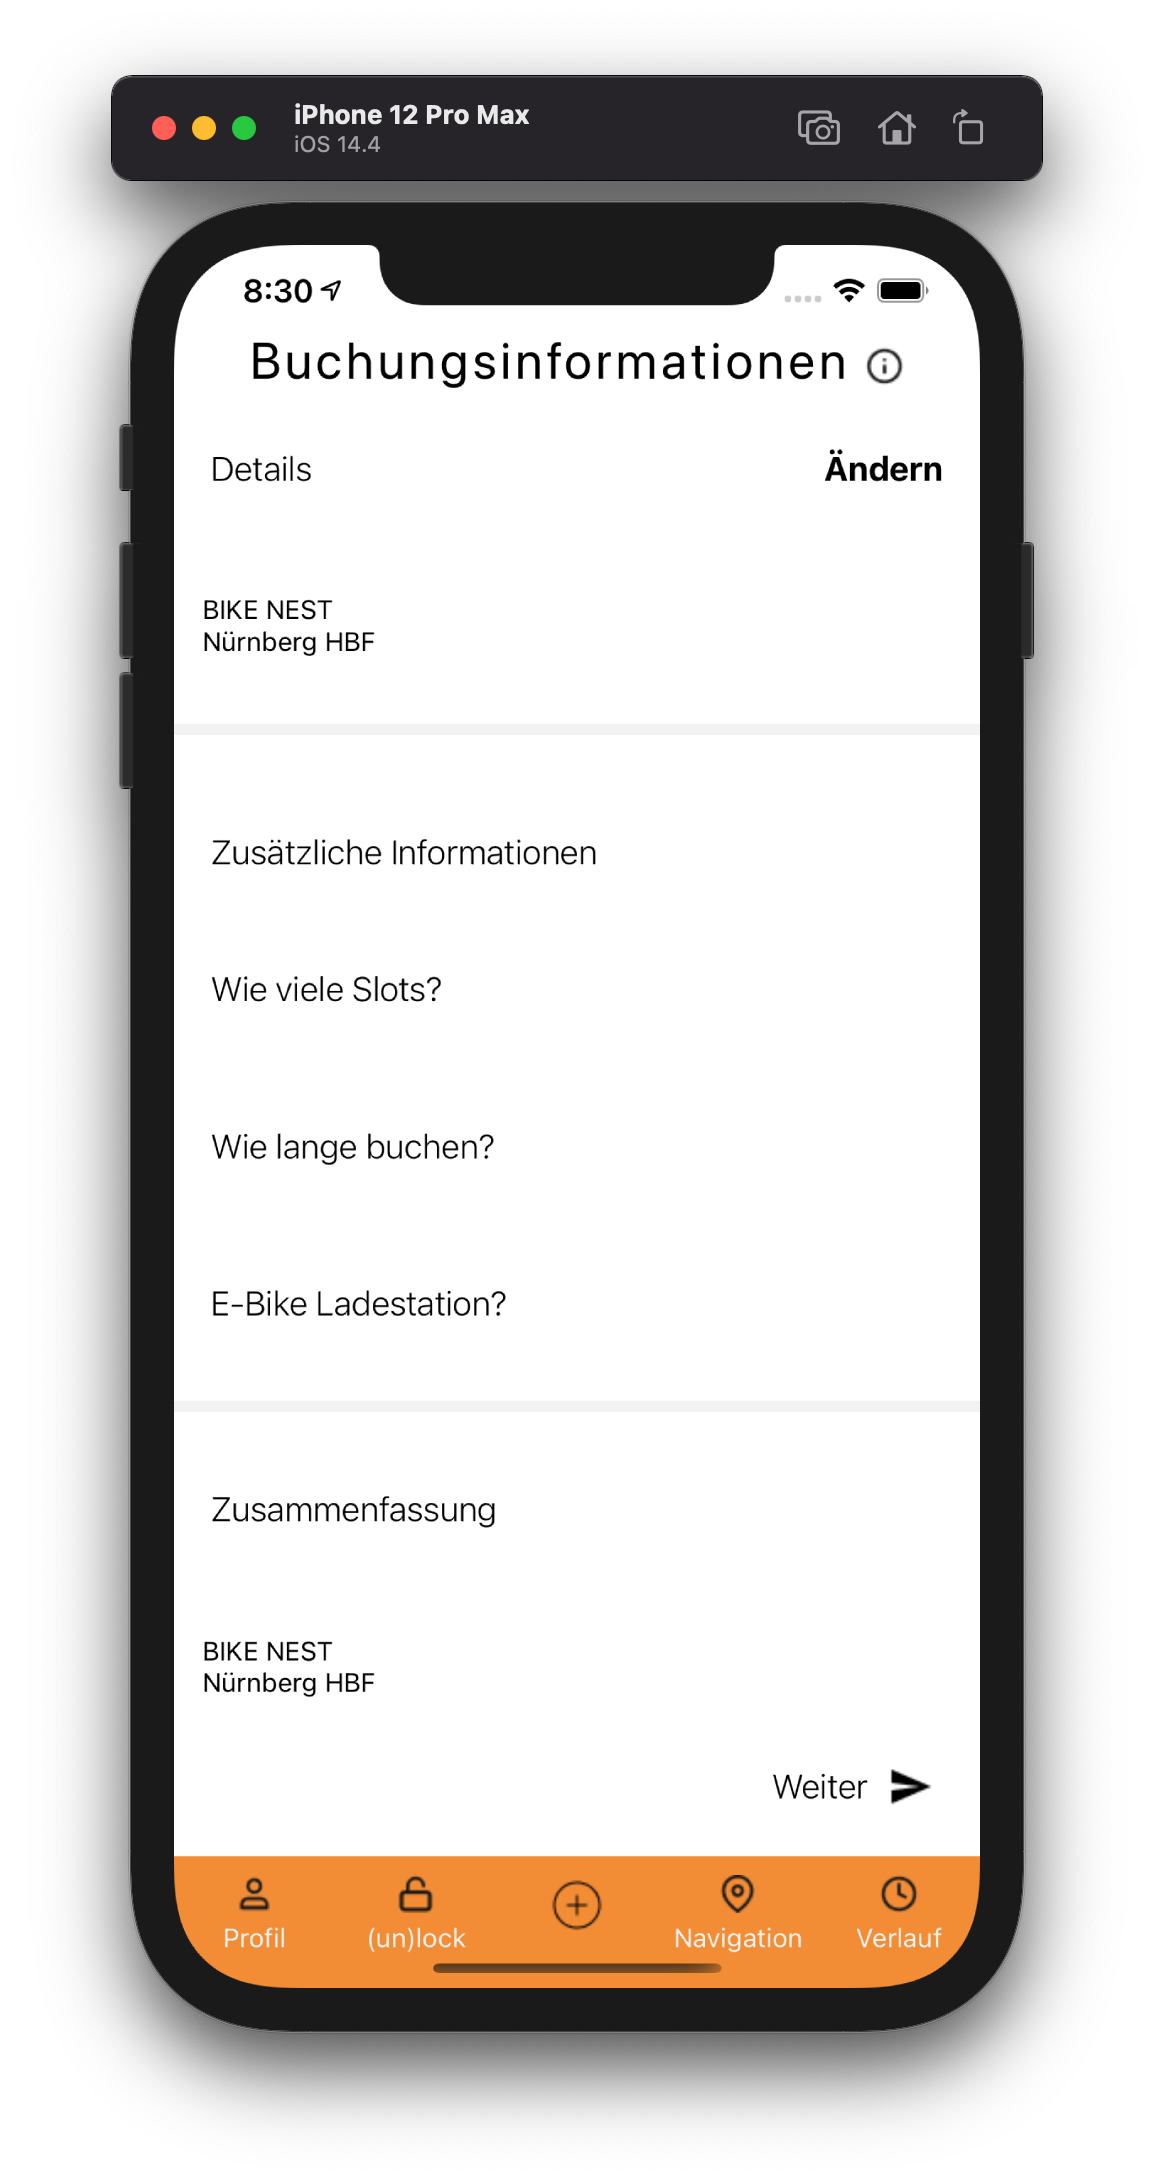 iPhone 12 Pro Max
iOS 14.4
8:30
Buchungsinformationen
Details
Ändern
BIKE NEST
Nürnberg HBF
Zusätzliche Informationen
Wie viele Slots?
Wie lange buchen?
E-Bike Ladestation?
Zusammenfassung
BIKE NEST
Nürnberg HBF
Weiter
Profil
(un)lock
Navigation
Verlauf